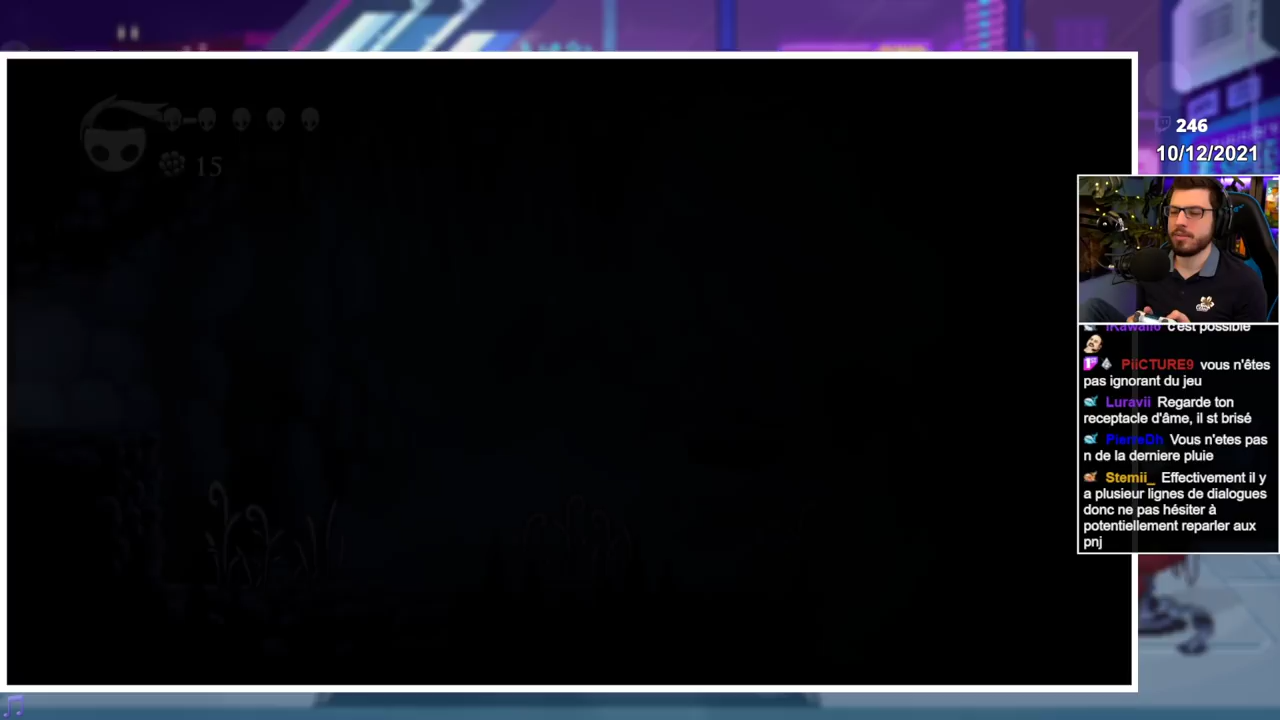 246
10/12/2021
15
iKawaii6 c'est possible
PiiCTURE9 vous n'êtes
pas ignorant du jeu
Luravii Regarde ton
receptacle d'âme, il st brisé
PierreDh Vous n'etes pas
n de la derniere pluie
Stemii_ Effectivement il y
a plusieur lignes de dialogues
donc ne pas hésiter à
potentiellement reparler aux
pnj